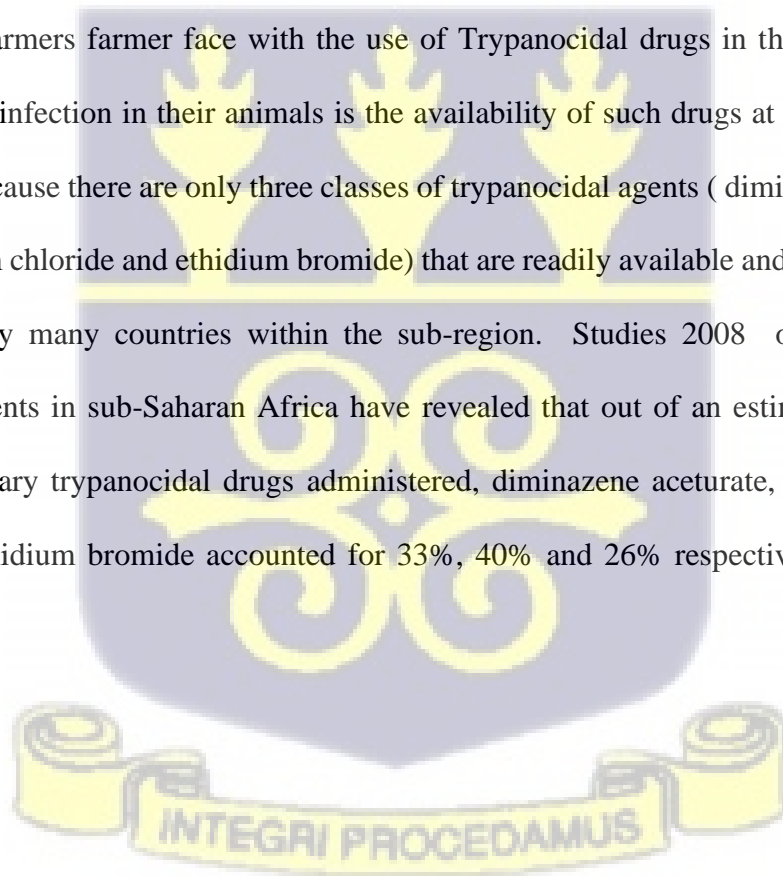 armers farmer face with the use of Trypanocidal drugs in th
infection in their animals is the availability of such drugs at
cause there are only three classes of trypanocidal agents ( dimi
chloride and ethidium bromide) that are readily available and
y many countries within the sub-region. Studies 2008 o
ents in sub-Saharan Africa have revealed that out of an estir
ary trypanocidal drugs administered, diminazene aceturate,
idium bromide accounted for 33%, 40% and 26% respectiv
INTEGRI PROCEDAMUS